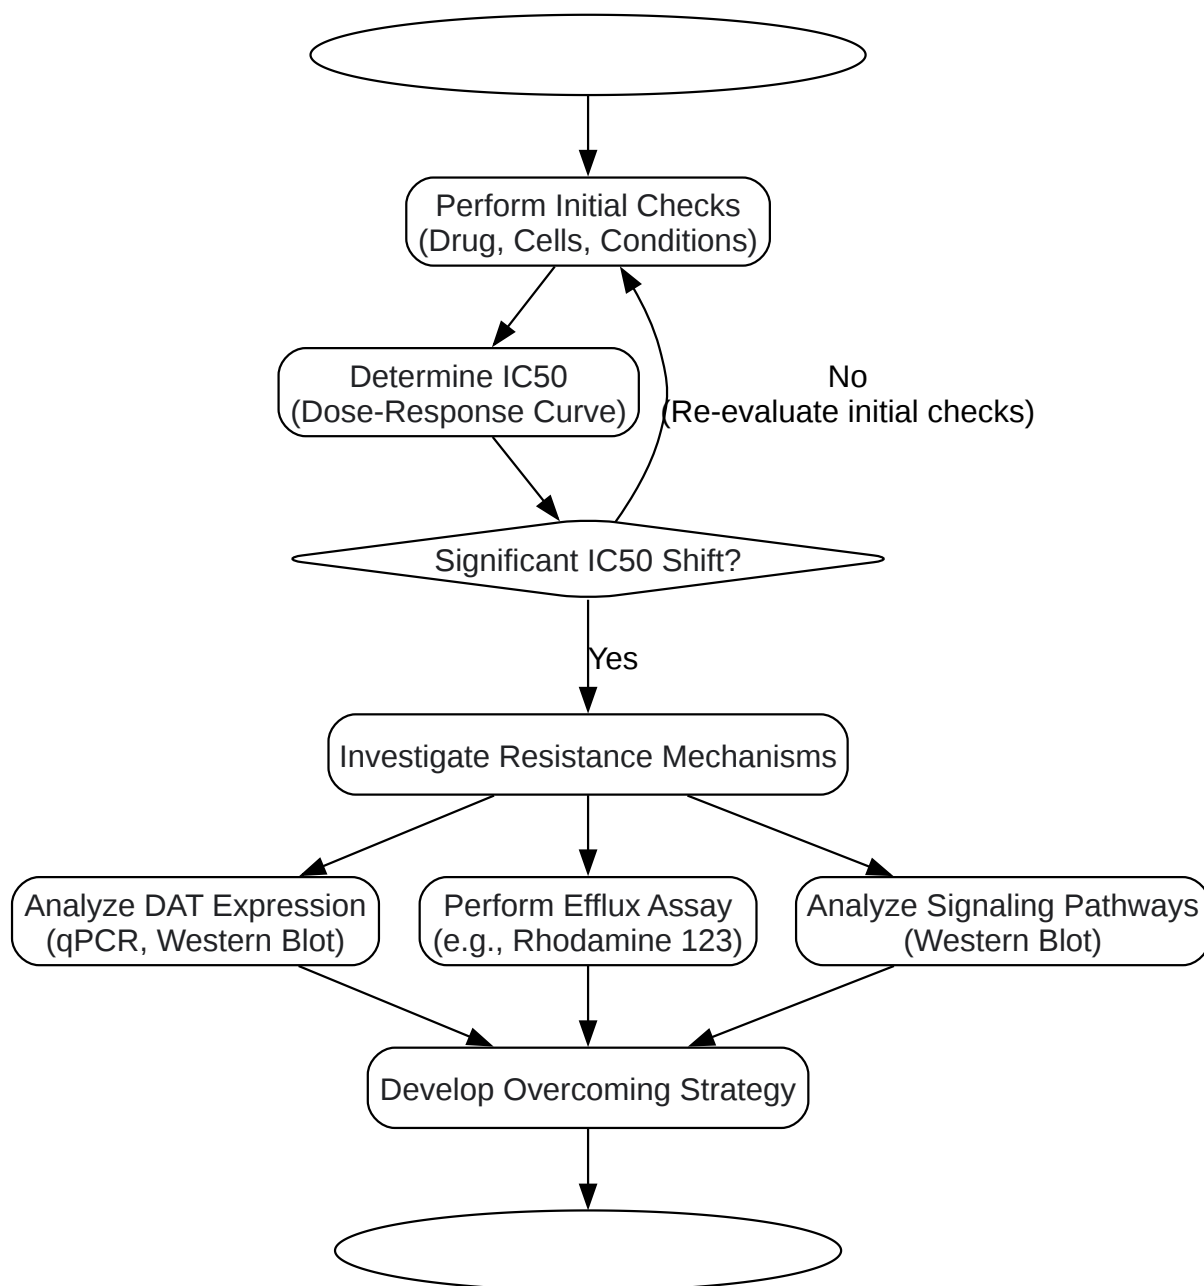 Perform Initial Checks
(Drug, Cells, Conditions)
Determine IC50
(Dose-Response Curve)
No
(Re-evaluate initial checks)
Significant IC50 Shift?
Yes
Investigate Resistance Mechanisms
Analyze DAT Expression
(qPCR, Western Blot)
Perform Efflux Assay
(e.g., Rhodamine 123)
Analyze Signaling Pathways
(Western Blot)
Develop Overcoming Strategy